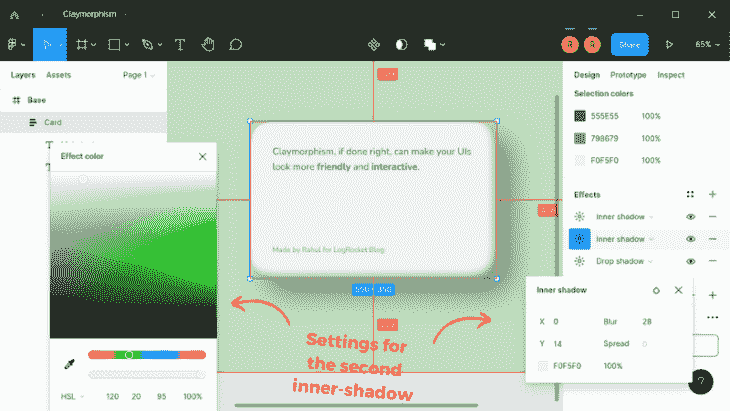 Claymorphism
Share
65%
Layers
Assets
Page 1
Design
Prototype
Inspect
Base
Card
Selection colors
555E55
100%
798679
100%
F0F5F0
100%
Effect color
Claymorphism, if done right, can make your UIs
look more friendly and interactive.
Made by Rahul for LogRocket Blog
Effects
Inner shadow
Inner shadow
Drop shadow
550 × 350
Inner shadow
X 0 Blur 28
Y 14 Spread 0
F0F5F0 100%
Settings for
the second
inner-shadow
HSL 120 20 95 100%
?